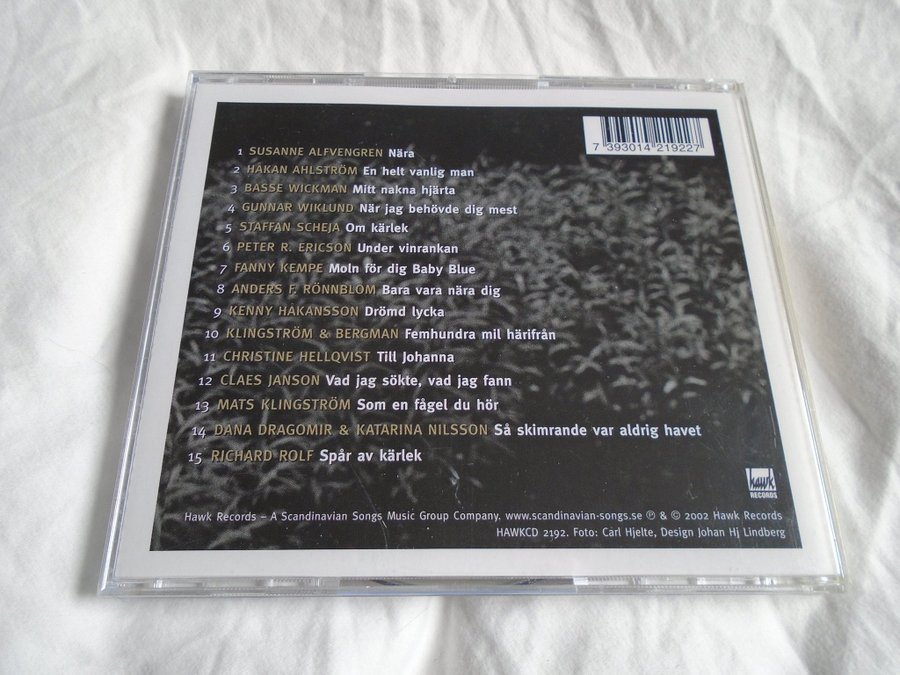 7 393014 219227
1 SUSANNE ALFVENGREN Nära
2 HÅKAN AHLSTRÖM En helt vanlig man
3 BASSE WICKMAN Mitt nakna hjärta
4 GUNNAR WIKLUND När jag behövde dig mest
5 STAFFAN SCHEJA Om kärlek
6 PETER R. ERICSON Under vinrankan
7 FANNY KEMPE Moln för dig Baby Blue
8 ANDERS F. RÖNNBLOM Bara vara nära dig
9 KENNY HÅKANSSON Drömd lycka
10 KLINGSTRÖM & BERGMAN Femhundra mil härifrån
11 CHRISTINE HELLQVIST Till Johanna
12 CLAES JANSON Vad jag sökte, vad jag fann
13 MATS KLINGSTRÖM Som en fågel du hör
14 DANA DRAGOMIR & KATARINA NILSSON Så skimrande var aldrig havet
15 RICHARD ROLF Spår av kärlek
hawk
RECORDS
Hawk Records – A Scandinavian Songs Music Group Company. www.scandinavian-songs.se ℗ & © 2002 Hawk Records
HAWKCD 2192. Foto: Carl Hjelte, Design Johan Hj Lindberg